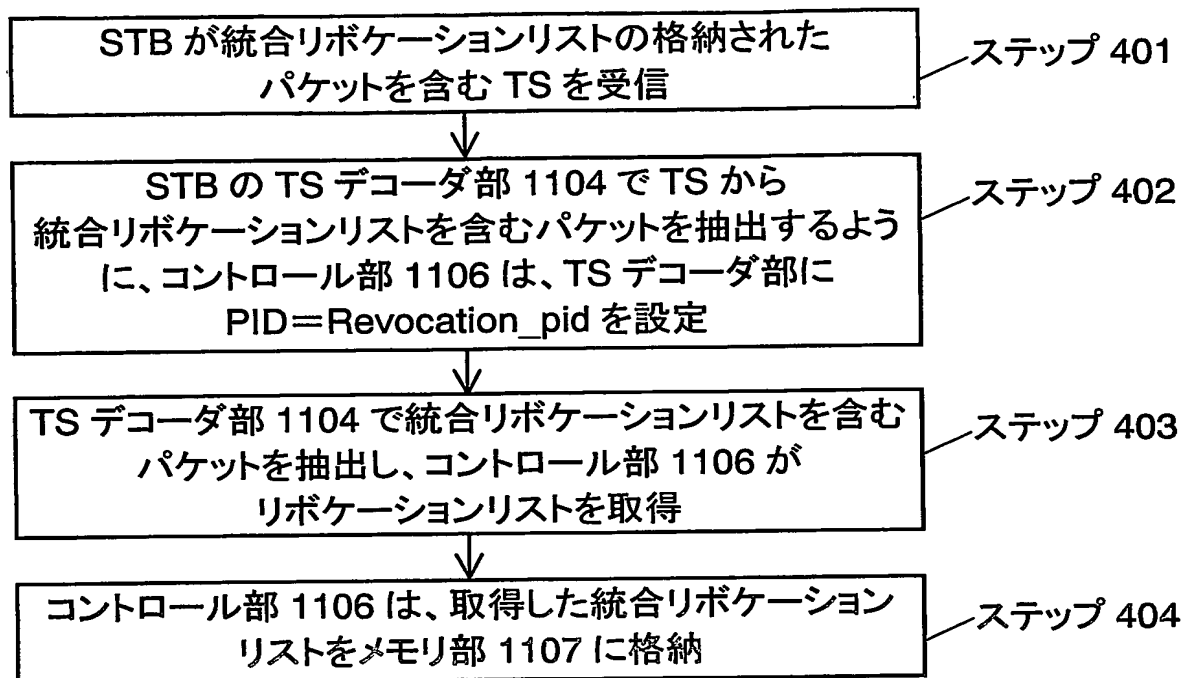 STB が統合リボケーションリストの格納された
パケットを含む TS を受信
ステップ 401
STB の TS デコーダ部 1104 で TS から
統合リボケーションリストを含むパケットを抽出するよう
に、コントロール部 1106 は、TS デコーダ部に
PID＝Revocation_pid を設定
ステップ 402
TS デコーダ部 1104 で統合リボケーションリストを含む
パケットを抽出し、コントロール部 1106 が
リボケーションリストを取得
ステップ 403
コントロール部 1106 は、取得した統合リボケーション
リストをメモリ部 1107 に格納
ステップ 404